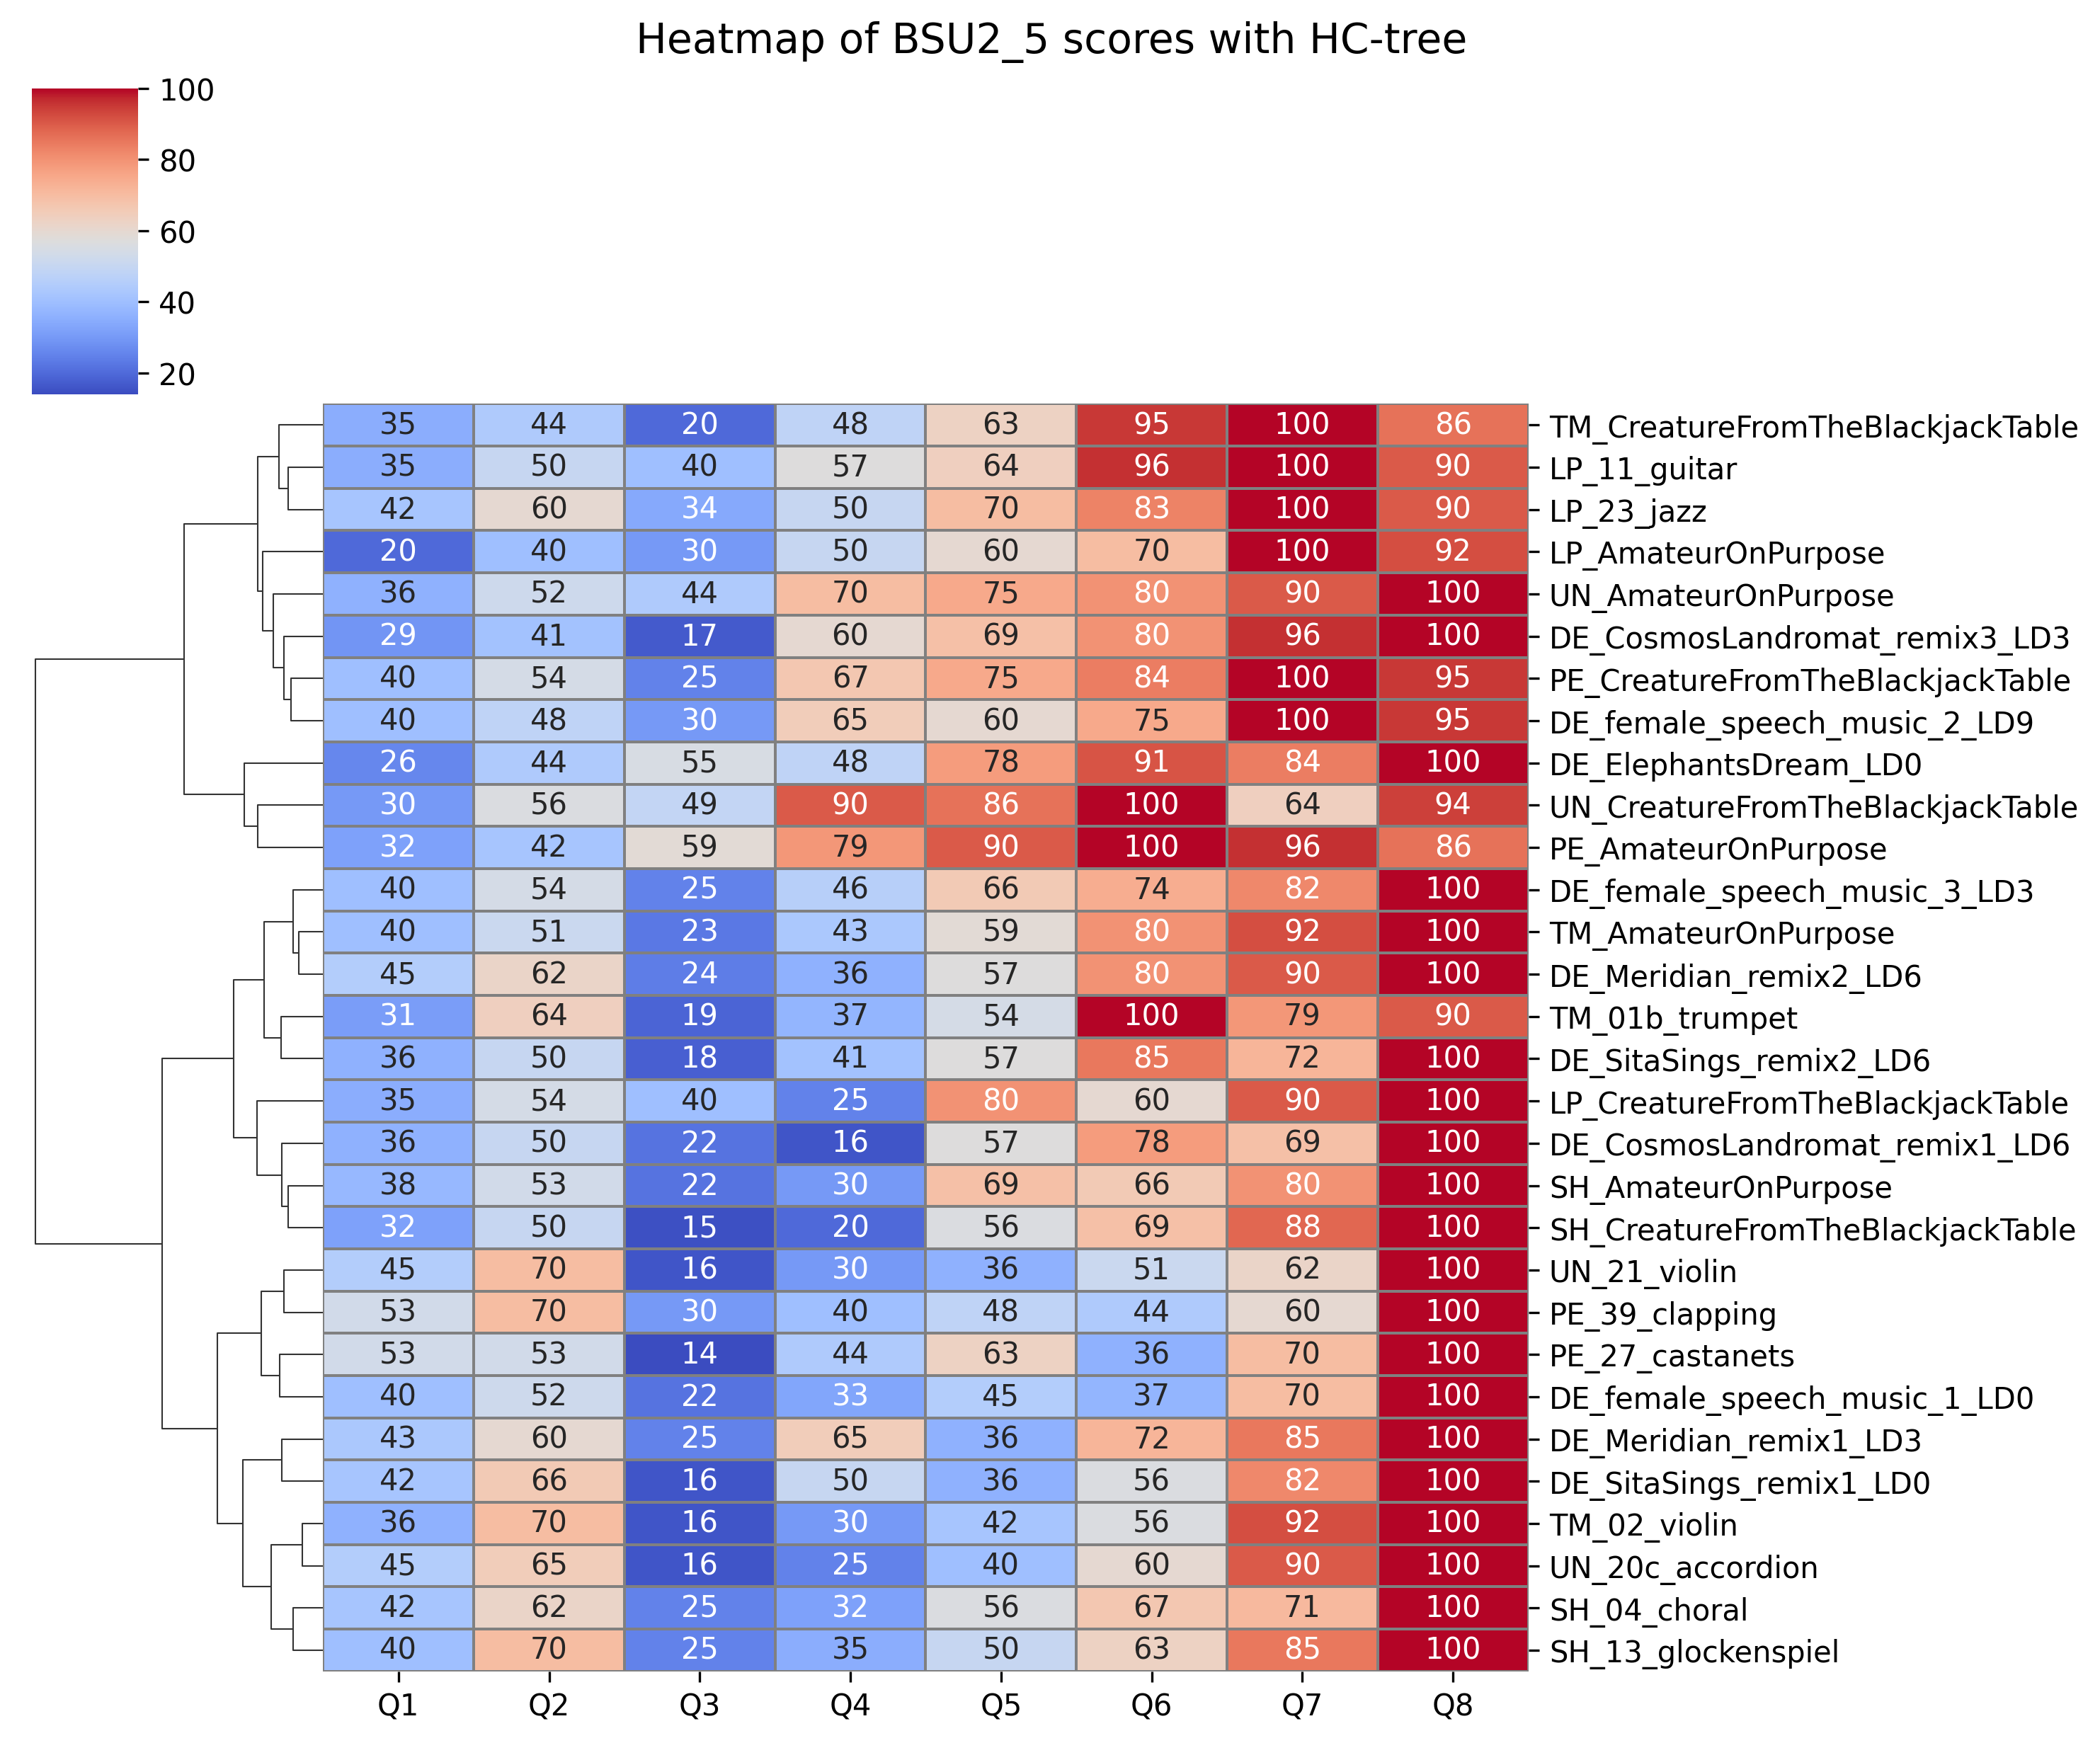 Heatmap of BSU2_5 scores with HC-tree
100
80
60
40
20
35 44 20 48 63 95 100 86 TM_CreatureFromTheBlackjackTable
35 50 40 57 64 96 100 90 LP_11_guitar
42 60 34 50 70 83 100 90 LP_23_jazz
20 40 30 50 60 70 100 92 LP_AmateurOnPurpose
36 52 44 70 75 80 90 100 UN_AmateurOnPurpose
29 41 17 60 69 80 96 100 DE_CosmosLandromat_remix3_LD3
40 54 25 67 75 84 100 95 PE_CreatureFromTheBlackjackTable
40 48 30 65 60 75 100 95 DE_female_speech_music_2_LD9
26 44 55 48 78 91 84 100 DE_ElephantsDream_LD0
30 56 49 90 86 100 64 94 UN_CreatureFromTheBlackjackTable
32 42 59 79 90 100 96 86 PE_AmateurOnPurpose
40 54 25 46 66 74 82 100 DE_female_speech_music_3_LD3
40 51 23 43 59 80 92 100 TM_AmateurOnPurpose
45 62 24 36 57 80 90 100 DE_Meridian_remix2_LD6
31 64 19 37 54 100 79 90 TM_01b_trumpet
36 50 18 41 57 85 72 100 DE_SitaSings_remix2_LD6
35 54 40 25 80 60 90 100 LP_CreatureFromTheBlackjackTable
36 50 22 16 57 78 69 100 DE_CosmosLandromat_remix1_LD6
38 53 22 30 69 66 80 100 SH_AmateurOnPurpose
32 50 15 20 56 69 88 100 SH_CreatureFromTheBlackjackTable
45 70 16 30 36 51 62 100 UN_21_violin
53 70 30 40 48 44 60 100 PE_39_clapping
53 53 14 44 63 36 70 100 PE_27_castanets
40 52 22 33 45 37 70 100 DE_female_speech_music_1_LD0
43 60 25 65 36 72 85 100 DE_Meridian_remix1_LD3
42 66 16 50 36 56 82 100 DE_SitaSings_remix1_LD0
36 70 16 30 42 56 92 100 TM_02_violin
45 65 16 25 40 60 90 100 UN_20c_accordion
42 62 25 32 56 67 71 100 SH_04_choral
40 70 25 35 50 63 85 100 SH_13_glockenspiel
Q1 Q2 Q3 Q4 Q5 Q6 Q7 Q8